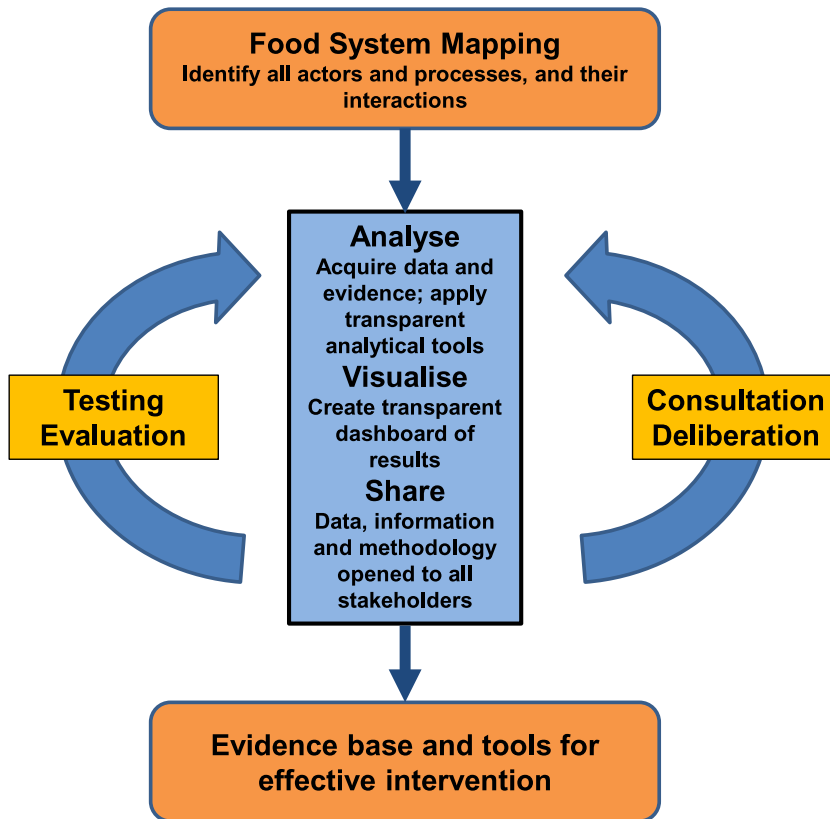 Food System Mapping
Identify all actors and processes, and their
interactions
Analyse
Acquire data and
evidence; apply
transparent
analytical tools
Visualise
Create transparent
dashboard of
results
Share
Data, information
and methodology
opened to all
stakeholders
Testing
Evaluation
Consultation
Deliberation
Evidence base and tools for
effective intervention